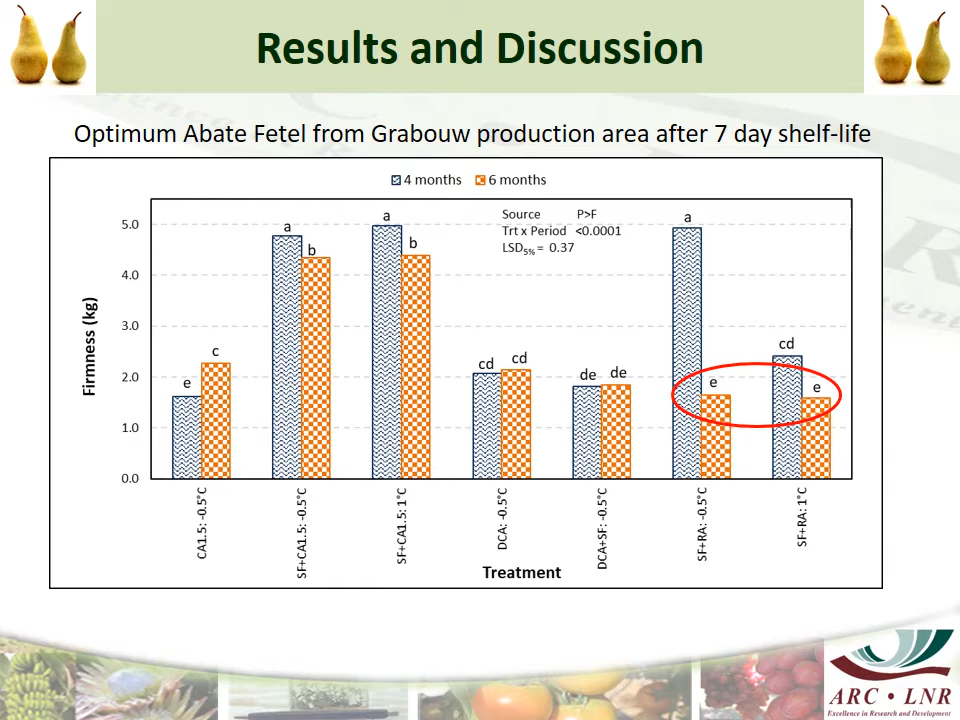 Results and Discussion
Optimum Abate Fetel from Grabouw production area after 7 day shelf-life
4 months 6 months
Source P>F
Trt x Period <0.0001
LSD5% = 0.37
Firmness (kg)
5.0
4.0
3.0
2.0
1.0
0.0
e c
a b
a b
cd cd
de de
a e
cd e
CA1.5: -0.5°C
SF+CA1.5: -0.5°C
SF+CA1.5:1°C
DCA: -0.5°C
DCA+SF: -0.5°C
SF+RA: -0.5°C
SF+RA: 1°C
Treatment
ARC • LNR
Excellence in Research and Development